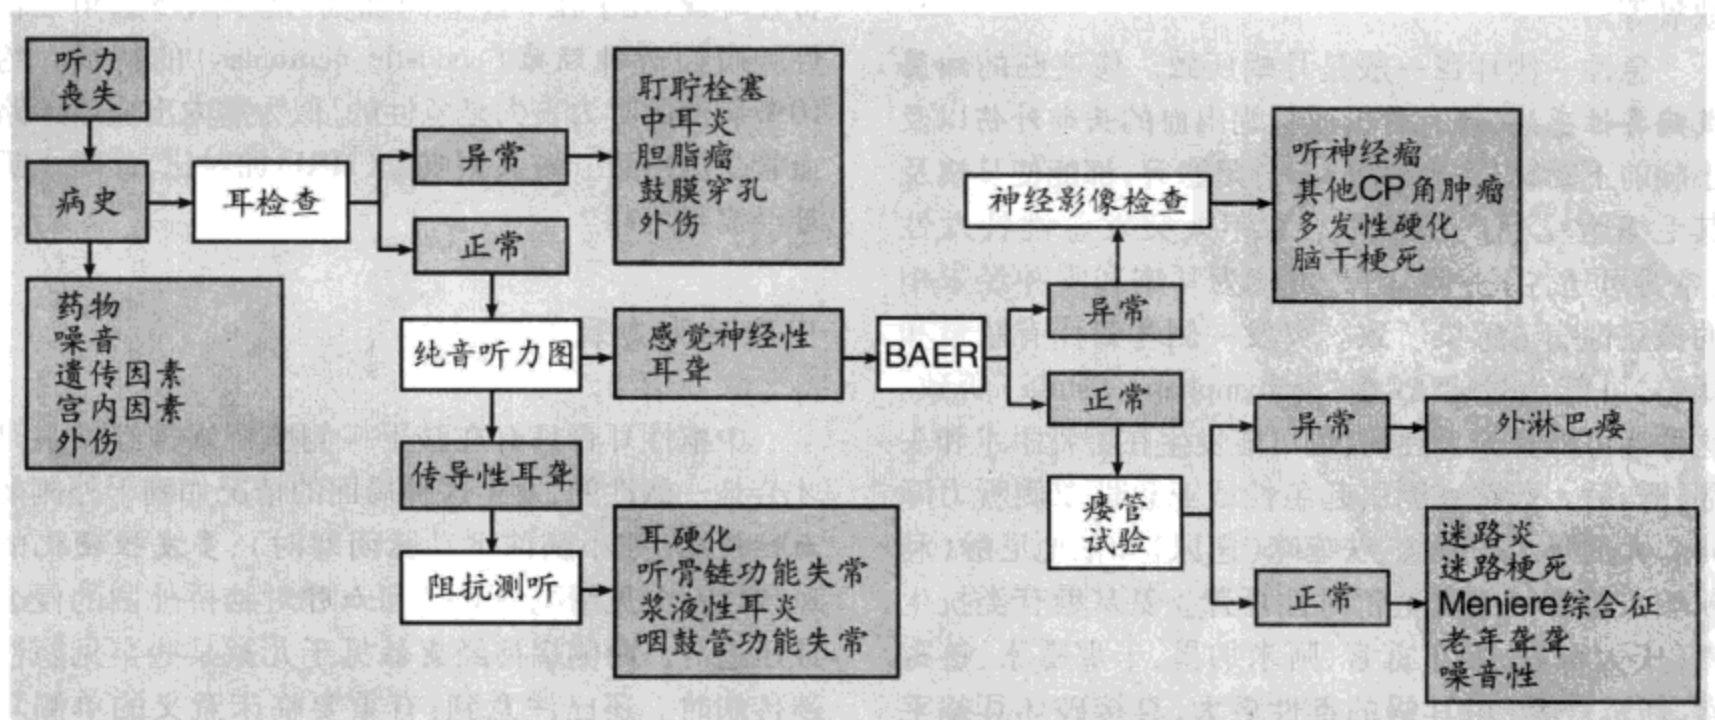 听力
丧失
病史
药物
噪音
遗传因素
宫内因素
外伤
耳检查
异常
耵聍栓塞
中耳炎
胆脂瘤
鼓膜穿孔
外伤
正常
纯音听力图
感觉神经性
耳聋
传导性耳聋
阻抗测听
耳硬化
听骨链功能失常
浆液性耳炎
咽鼓管功能失常
BAER
异常
神经影像检查
听神经瘤
其他CP角肿瘤
多发性硬化
脑干梗死
正常
瘘管
试验
异常
外淋巴瘘
正常
迷路炎
迷路梗死
Meniere综合征
老年聋聋
噪音性